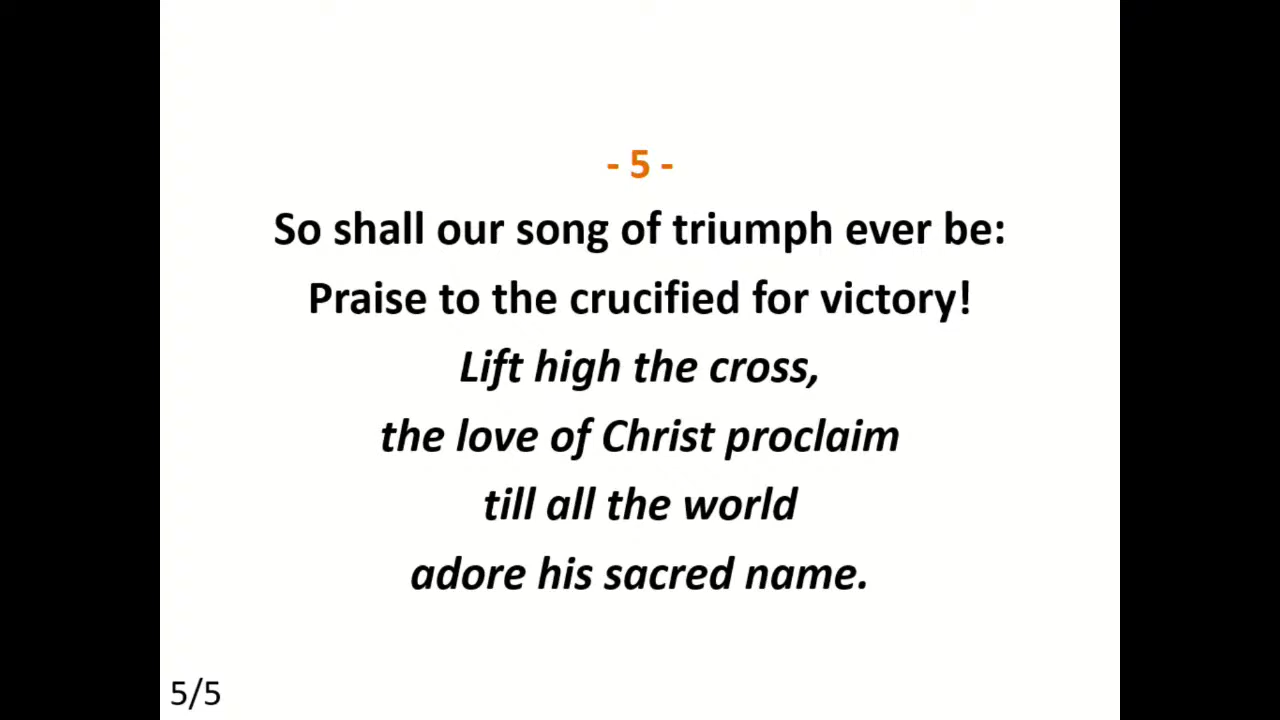 - 5 -
So shall our song of triumph ever be:
Praise to the crucified for victory!
Lift high the cross,
the love of Christ proclaim
till all the world
adore his sacred name.
5/5